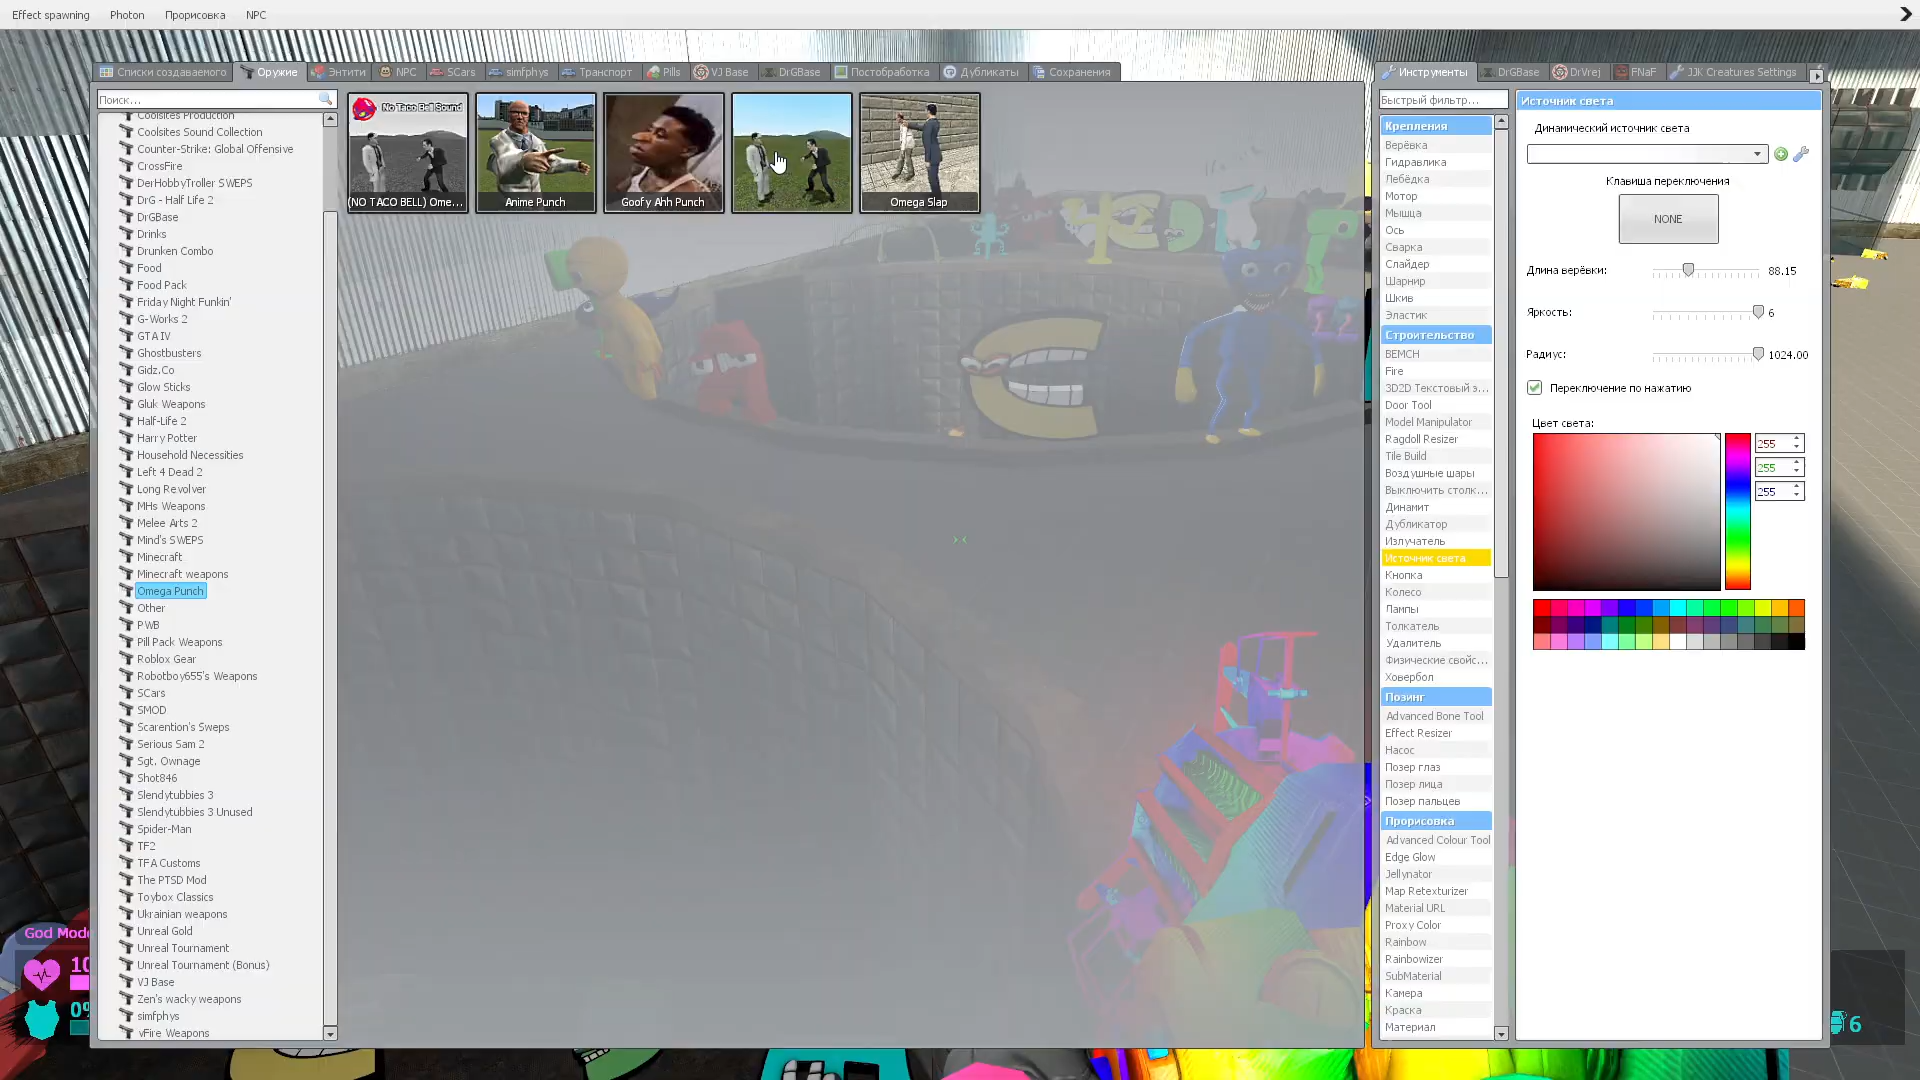 Effect spawning
Photon
Прорисовка
NPC
Списки создаваемого
Оружие
Энтити
NPC
SCars
simfphys
Транспорт
Pills
VJ Base
DrGBase
Постобработка
Дубликаты
Сохранения
Поиск...
Coolsites Production
Coolsites Sound Collection
Counter-Strike: Global Offensive
CrossFire
DerHobbyTroller SWEPS
DrG - Half Life 2
DrGBase
Drinks
Drunken Combo
Food
Food Pack
Friday Night Funkin'
G-Works 2
GTA IV
Ghostbusters
Gidz.Co
Glow Sticks
Gluk Weapons
Half-Life 2
Harry Potter
Household Necessities
Left 4 Dead 2
Long Revolver
MHs Weapons
Melee Arts 2
Mind's SWEPS
Minecraft
Minecraft weapons
Omega Punch
Other
PWB
Pill Pack Weapons
Roblox Gear
Robotboy655's Weapons
SCars
SMOD
Scarention's Sweps
Serious Sam 2
Sgt. Ownage
Shot846
Slendytubbies 3
Slendytubbies 3 Unused
Spider-Man
TF2
TFA Customs
The PTSD Mod
Toybox Classics
Ukrainian weapons
Unreal Gold
Unreal Tournament
Unreal Tournament (Bonus)
VJ Base
Zen's wacky weapons
simfphys
vFire Weapons
No Taco Bell Sound
(NO TACO BELL) Ome...
Anime Punch
Goofy Ahh Punch
Omega Slap
Инструменты
DrGBase
DrVrej
FNaF
JJK Creatures Settings
Быстрый фильтр...
Крепления
Верёвка
Гидравлика
Лебёдка
Мотор
Мышца
Ось
Сварка
Слайдер
Шарнир
Шкив
Эластик
Строительство
BEMCH
Fire
3D2D Текстовый э...
Door Tool
Model Manipulator
Ragdoll Resizer
Tile Build
Воздушные шары
Выключить столк...
Динамит
Дубликатор
Излучатель
Источник света
Кнопка
Колесо
Лампы
Толкатель
Удалитель
Физические свойс...
Ховербол
Позинг
Advanced Bone Tool
Effect Resizer
Насос
Позер глаз
Позер лица
Позер пальцев
Прорисовка
Advanced Colour Tool
Edge Glow
Jellynator
Map Retexturizer
Material URL
Proxy Color
Rainbow
Rainbowizer
SubMaterial
Камера
Краска
Материал
Источник света
Динамический источник света
Клавиша переключения
NONE
Длина верёвки:
88.15
Яркость:
6
Радиус:
1024.00
Переключение по нажатию
Цвет света:
255
255
255
God Mode
10
0%
6